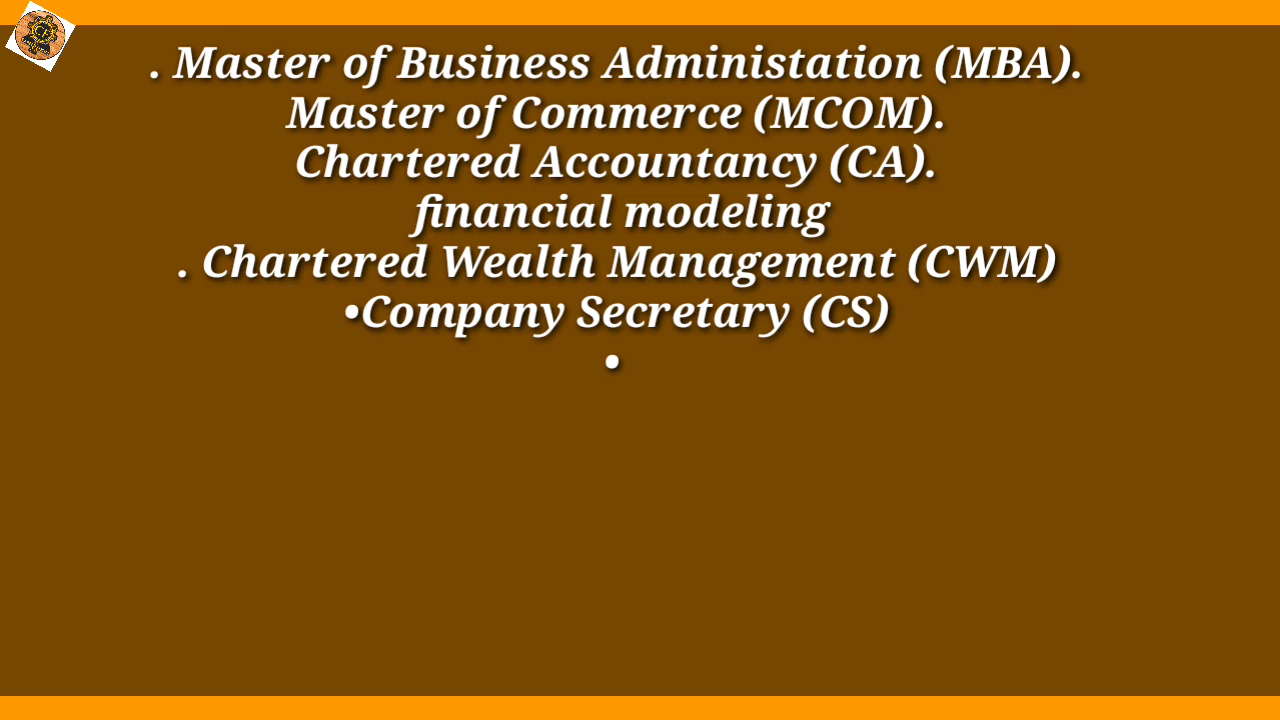 . Master of Business Administation (MBA).
Master of Commerce (MCOM).
Chartered Accountancy (CA).
financial modeling
. Chartered Wealth Management (CWM)
•Company Secretary (CS)
•